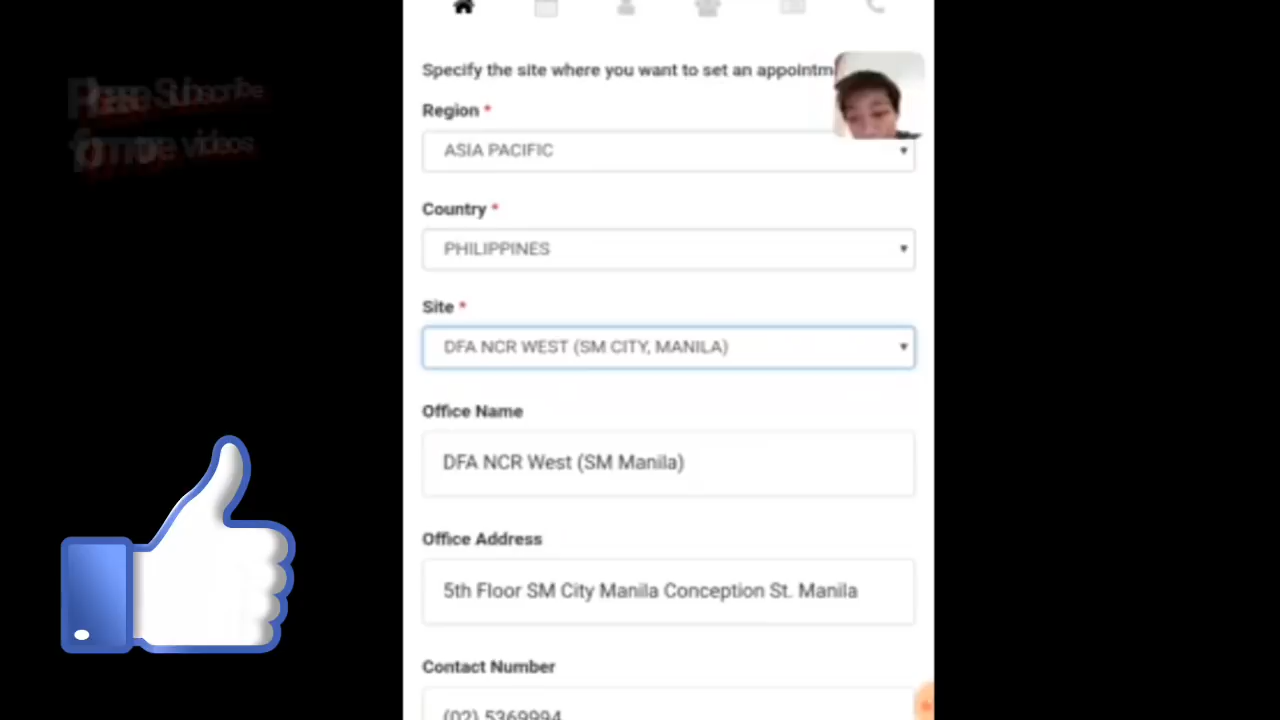 Please Subscribe
for more videos
Specify the site where you want to set an appointm
Region *
ASIA PACIFIC
Country *
PHILIPPINES
Site *
DFA NCR WEST (SM CITY, MANILA)
Office Name
DFA NCR West (SM Manila)
Office Address
5th Floor SM City Manila Conception St. Manila
Contact Number
(02) 5369994